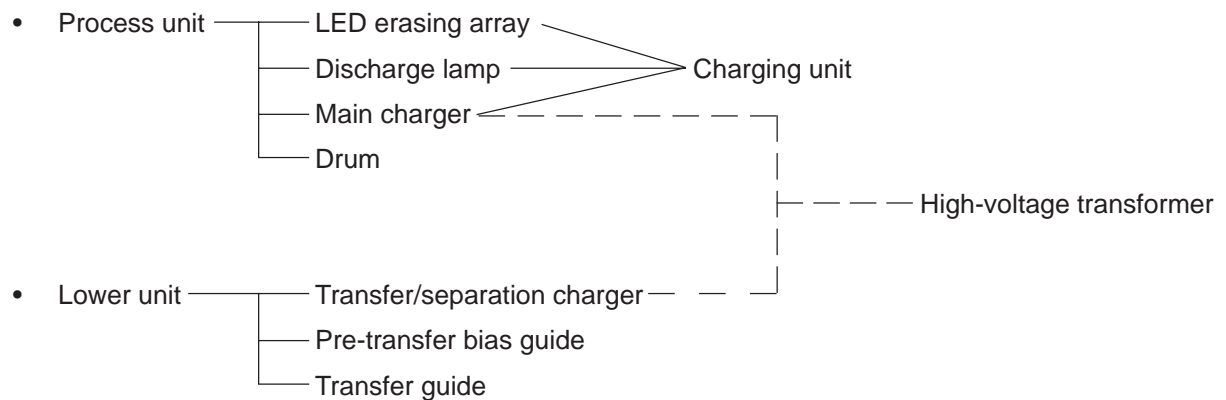 • Process unit LED erasing array
Discharge lamp Charging unit
Main charger
Drum
High-voltage transformer
• Lower unit Transfer/separation charger
Pre-transfer bias guide
Transfer guide